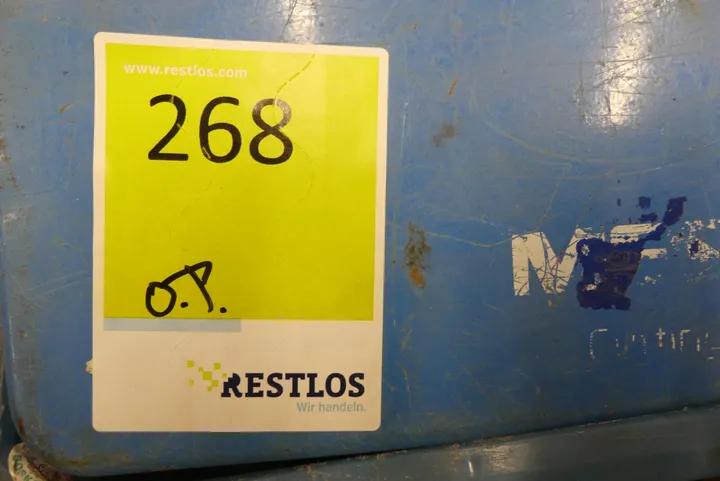 www.restlos.com
268
O.P.
RESTLOS
Wir handeln.